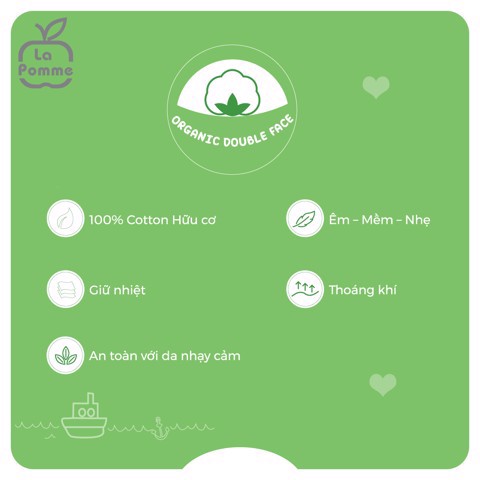 La
Pomme
ORGANIC DOUBLE FACE
100% Cotton Hữu cơ
Êm – Mềm – Nhẹ
Giữ nhiệt
Thoáng khí
An toàn với da nhạy cảm